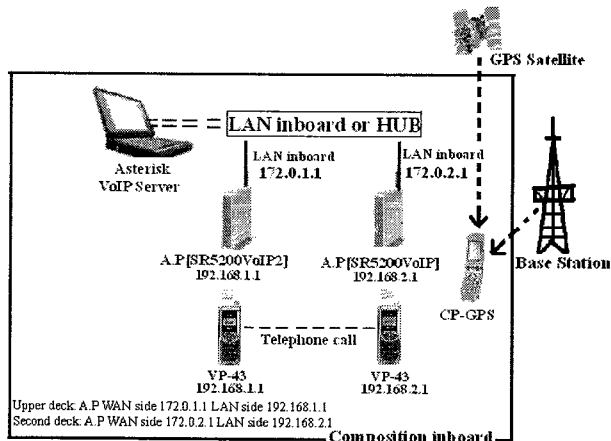 GPS Satellite
LAN inboard or HUB
Asterisk
VoIP Server
LAN inboard
172.0.1.1
LAN inboard
172.0.2.1
A.P[SR5200VoIP2]
192.168.1.1
A.P[SR5200VoIP]
192.168.2.1
Base Station
CP-GPS
Telephone call
VP-43
192.168.1.1
VP-43
192.168.2.1
Upper deck: A.P WAN side 172.0.1.1 LAN side 192.168.1.1
Second deck: A.P WAN side 172.0.2.1 LAN side 192.168.2.1
Composition inboard